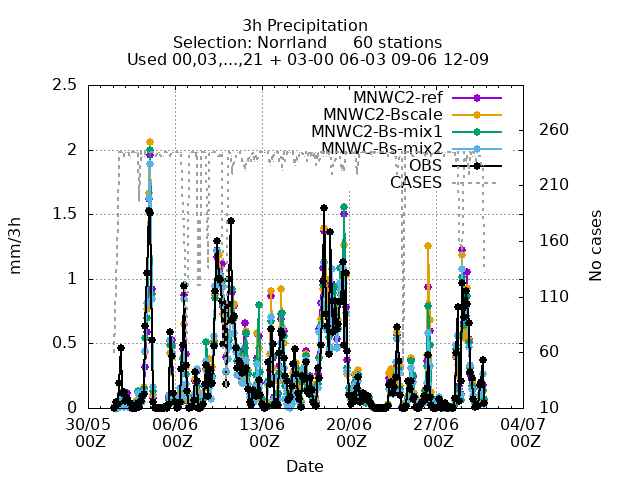 3h Precipitation
Selection: Norrland     60 stations
Used 00,03,...,21 + 03-00 06-03 09-06 12-09
MNWC2-ref
MNWC2-Bscale
MNWC2-Bs-mix1
MNWC-Bs-mix2
OBS
CASES
2.5
2
1.5
1
0.5
0
mm/3h
260
210
160
110
60
10
No cases
30/05 06/06 13/06 20/06 27/06 04/07
00Z 00Z 00Z 00Z 00Z 00Z
Date